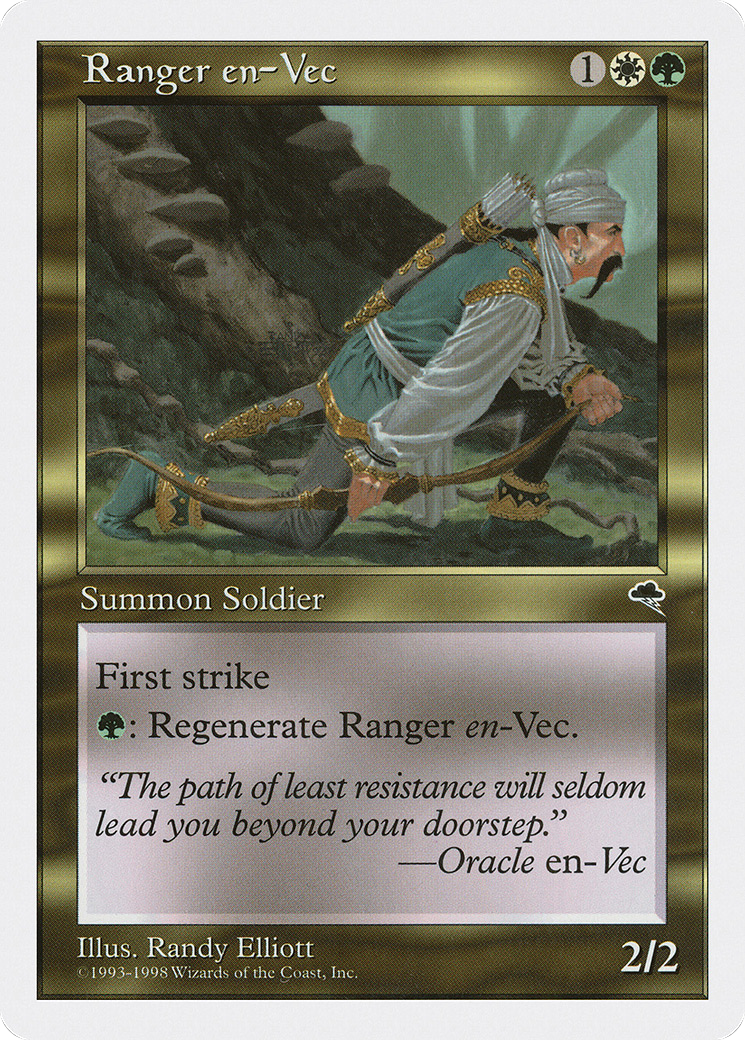 Ranger en-Vec 1
Summon Soldier
First strike
: Regenerate Ranger en-Vec.
“The path of least resistance will seldom
lead you beyond your doorstep.”
—Oracle en-Vec
Illus. Randy Elliott
©1993-1998 Wizards of the Coast, Inc.
2/2